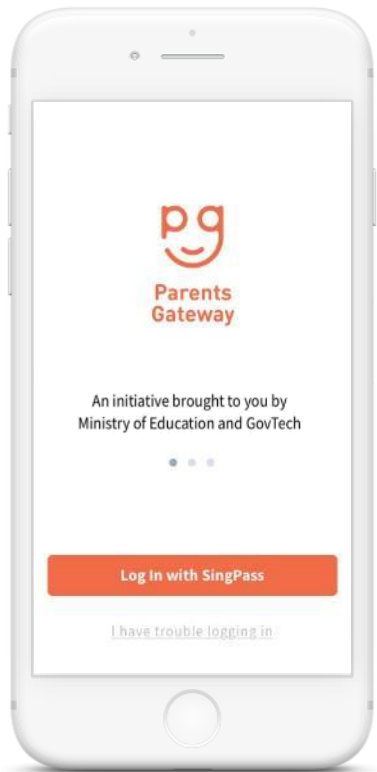 pg
Parents
Gateway
An initiative brought to you by
Ministry of Education and GovTech
Log In with SingPass
I have trouble logging in